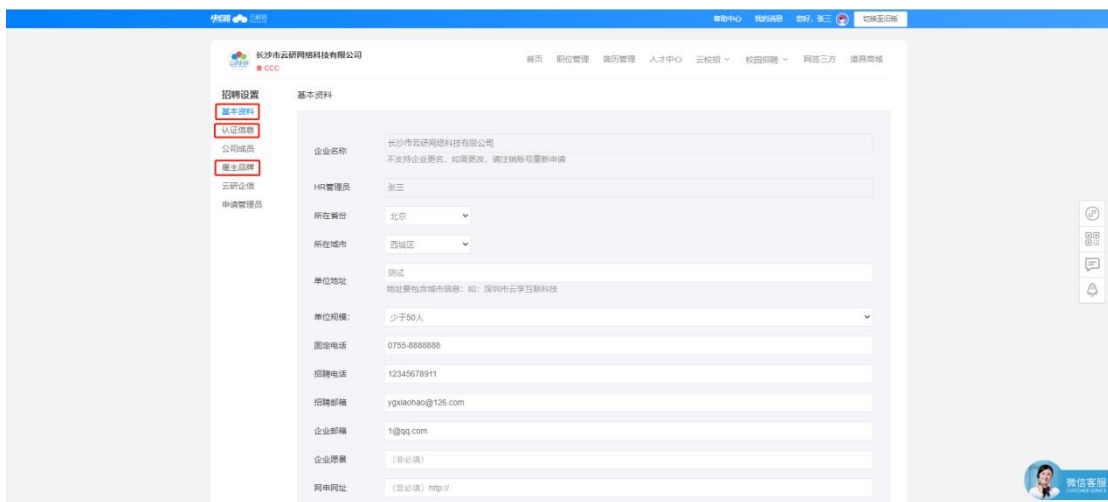 帮助中心 我的消息 您好, 张三 切换至旧版
长沙市云研网络科技有限公司
CCC
首页 职位管理 简历管理 人才中心 云校招 校园招聘 网签三方 道具商城
招聘设置
基本资料
认证信息
公司成员
雇主品牌
云研企信
申请管理员
基本资料
企业名称 长沙市云研网络科技有限公司
不支持企业更名，如需更改，请注销账号重新申请
HR管理员 张三
所在省份 北京
所在城市 西城区
单位地址 测试
地址要包含城市信息：如：深圳市云孚互联科技
单位规模: 少于50人
固定电话 0755-8888888
招聘电话 12345678911
招聘邮箱 ygxiaohao@126.com
企业邮箱 1@qq.com
企业愿景 （非必填）
网申网址 （非必填）http://
微信客服
CUSTOMER SERVICE